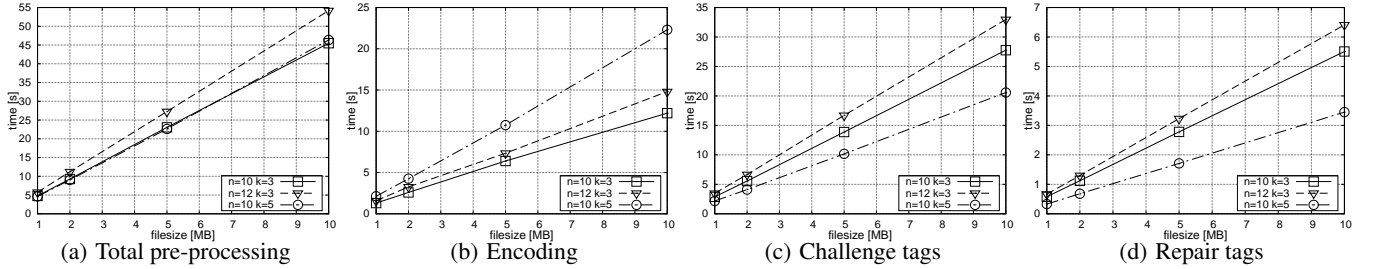 55
50
45
40
35
30
25
20
15
10
5
0
time [s]
1 2 3 4 5 6 7 8 9 10
filesize [MB]
n=10 k=3
n=12 k=3
n=10 k=5
(a) Total pre-processing
25
20
15
10
5
0
time [s]
1 2 3 4 5 6 7 8 9 10
filesize [MB]
n=10 k=3
n=12 k=3
n=10 k=5
(b) Encoding
35
30
25
20
15
10
5
0
time [s]
1 2 3 4 5 6 7 8 9 10
filesize [MB]
n=10 k=3
n=12 k=3
n=10 k=5
(c) Challenge tags
7
6
5
4
3
2
1
0
time [s]
1 2 3 4 5 6 7 8 9 10
filesize [MB]
n=10 k=3
n=12 k=3
n=10 k=5
(d) Repair tags